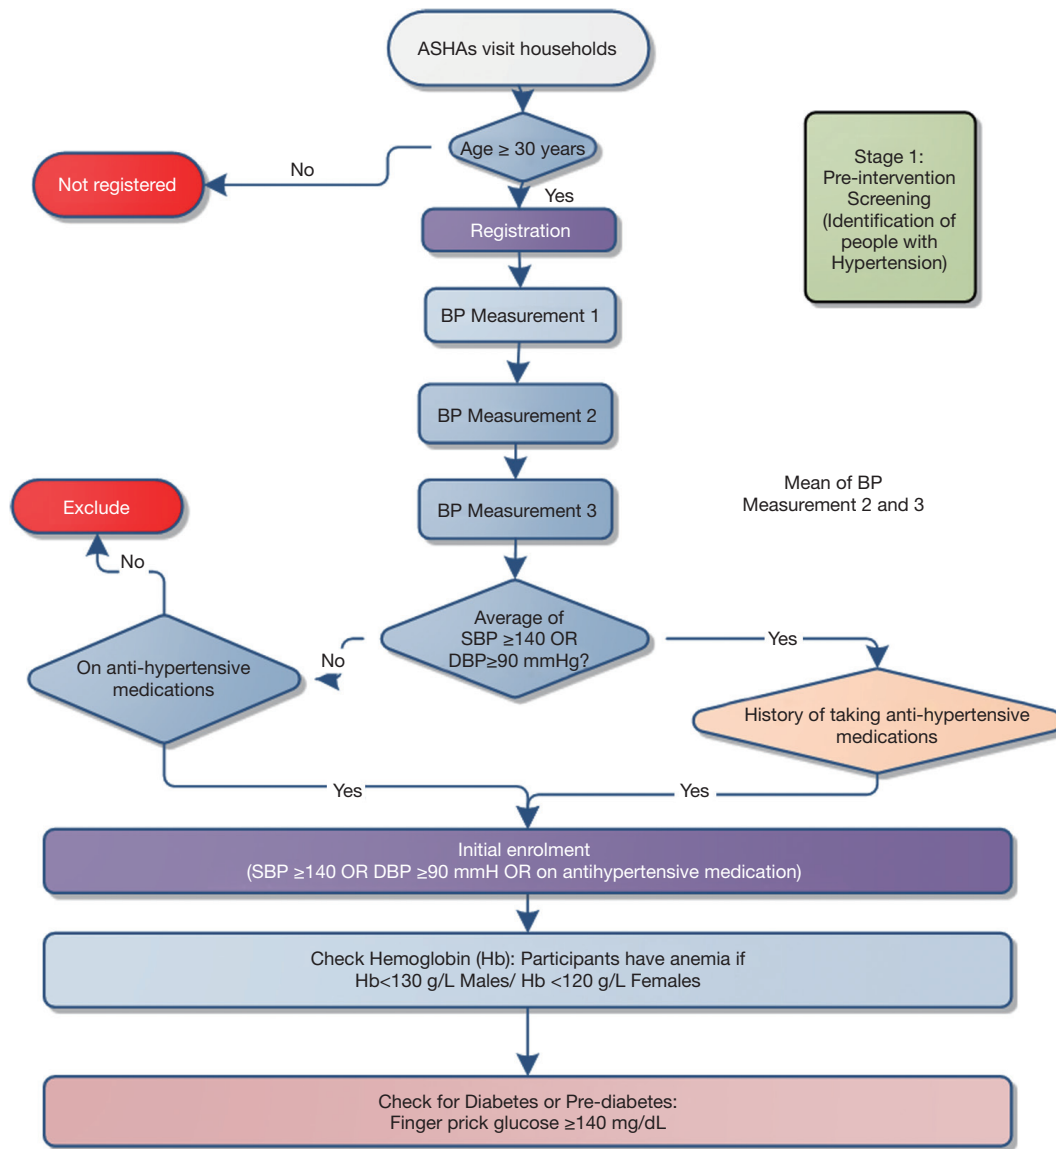 ASHAs visit households
Age ≥ 30 years
No
Not registered
Yes
Stage 1:
Pre-intervention
Screening
(Identification of
people with
Hypertension)
Registration
BP Measurement 1
BP Measurement 2
BP Measurement 3
Mean of BP
Measurement 2 and 3
Exclude
No
Average of
SBP ≥140 OR
DBP≥90 mmHg?
No
Yes
On anti-hypertensive
medications
History of taking anti-hypertensive
medications
Yes
Yes
Initial enrolment
(SBP ≥140 OR DBP ≥90 mmH OR on antihypertensive medication)
Check Hemoglobin (Hb): Participants have anemia if
Hb<130 g/L Males/ Hb <120 g/L Females
Check for Diabetes or Pre-diabetes:
Finger prick glucose ≥140 mg/dL